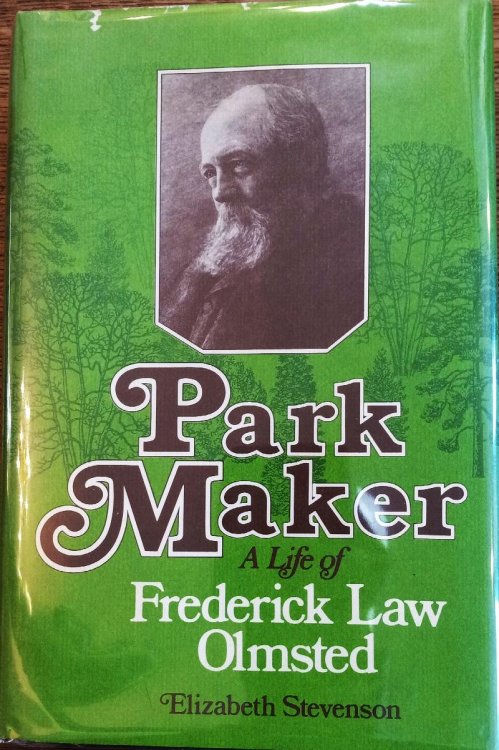 Park
Maker
A Life of
Frederick Law
Olmsted
Elizabeth Stevenson